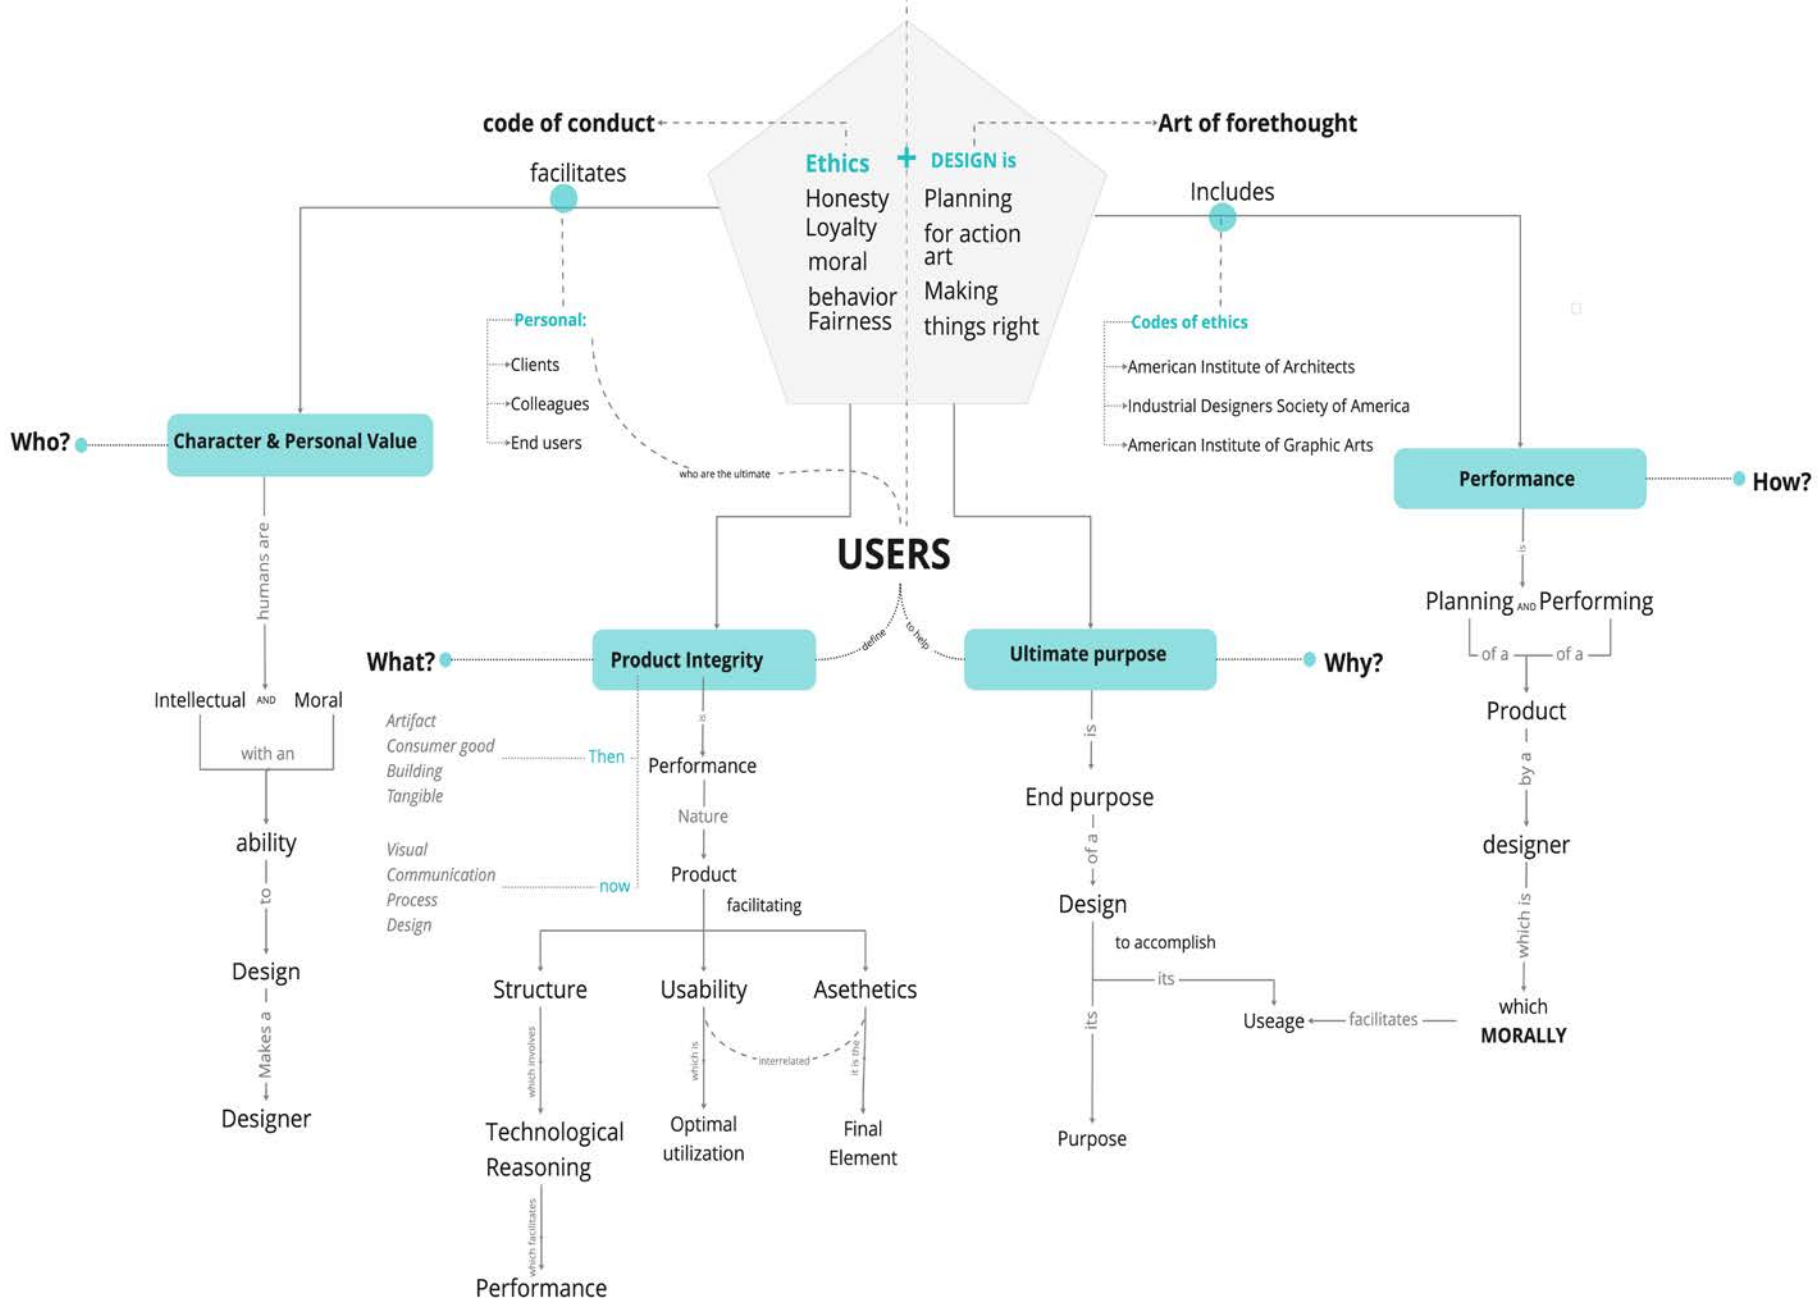 code of conduct
Art of forethought
Ethics + DESIGN is
Honesty
Loyalty
moral
behavior
Fairness
Planning
for action
art
Making
things right
facilitates
Includes
Personal:
Clients
Colleagues
End users
who are the ultimate
Codes of ethics
American Institute of Architects
Industrial Designers Society of America
American Institute of Graphic Arts
Who?
Character & Personal Value
humans are
Intellectual AND Moral
with an
ability
to
Design
Makes a
Designer
USERS
define
to help
What?
Product Integrity
Artifact
Consumer good
Building
Tangible
Then
Visual
Communication
Process
Design
now
is
Performance
Nature
Product
facilitating
Structure
Usability
Asethetics
which involves
which is
interrelated
it is the
Technological
Reasoning
Optimal
utilization
Final
Element
which facilitates
Performance
Ultimate purpose
Why?
is
End purpose
of a
Design
to accomplish
its
its
Useage
facilitates
Purpose
Performance
How?
is
Planning AND Performing
of a
of a
Product
by a
designer
which is
which
MORALLY